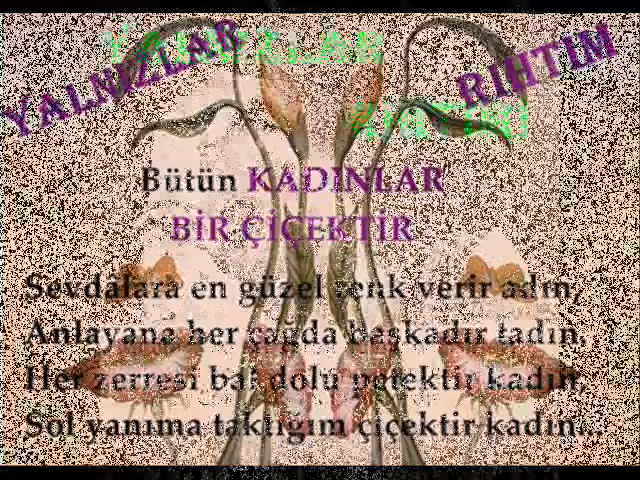 YALNIZLAR RIHTIMI
YALNIZLAR
RIHTIM
Bütün KADINLAR
BİR ÇİÇEKTİR
Sevdalara en güzel renk verir adın,
Anlayana her çağda başkadır tadın.
Her zerresi bal dolu petektir kadın,
Sol yanıma taktığım çiçektir kadın...